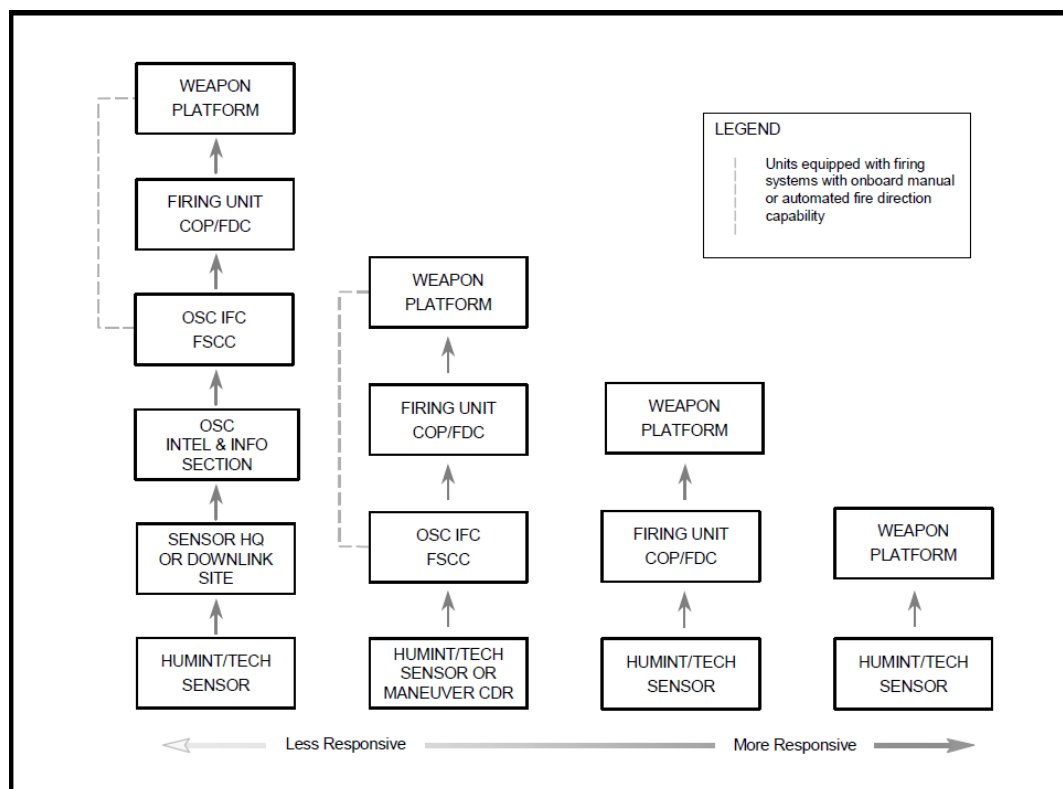 WEAPON
PLATFORM
FIRING UNIT
COP/FDC
OSC IFC
FSCC
OSC
INTEL & INFO
SECTION
SENSOR HQ
OR DOWNLINK
SITE
HUMINT/TECH
SENSOR
WEAPON
PLATFORM
FIRING UNIT
COP/FDC
OSC IFC
FSCC
HUMINT/TECH
SENSOR OR
MANEUVER CDR
WEAPON
PLATFORM
FIRING UNIT
COP/FDC
HUMINT/TECH
SENSOR
WEAPON
PLATFORM
HUMINT/TECH
SENSOR
LEGEND
Units equipped with firing
systems with onboard manual
or automated fire direction
capability
Less Responsive
More Responsive